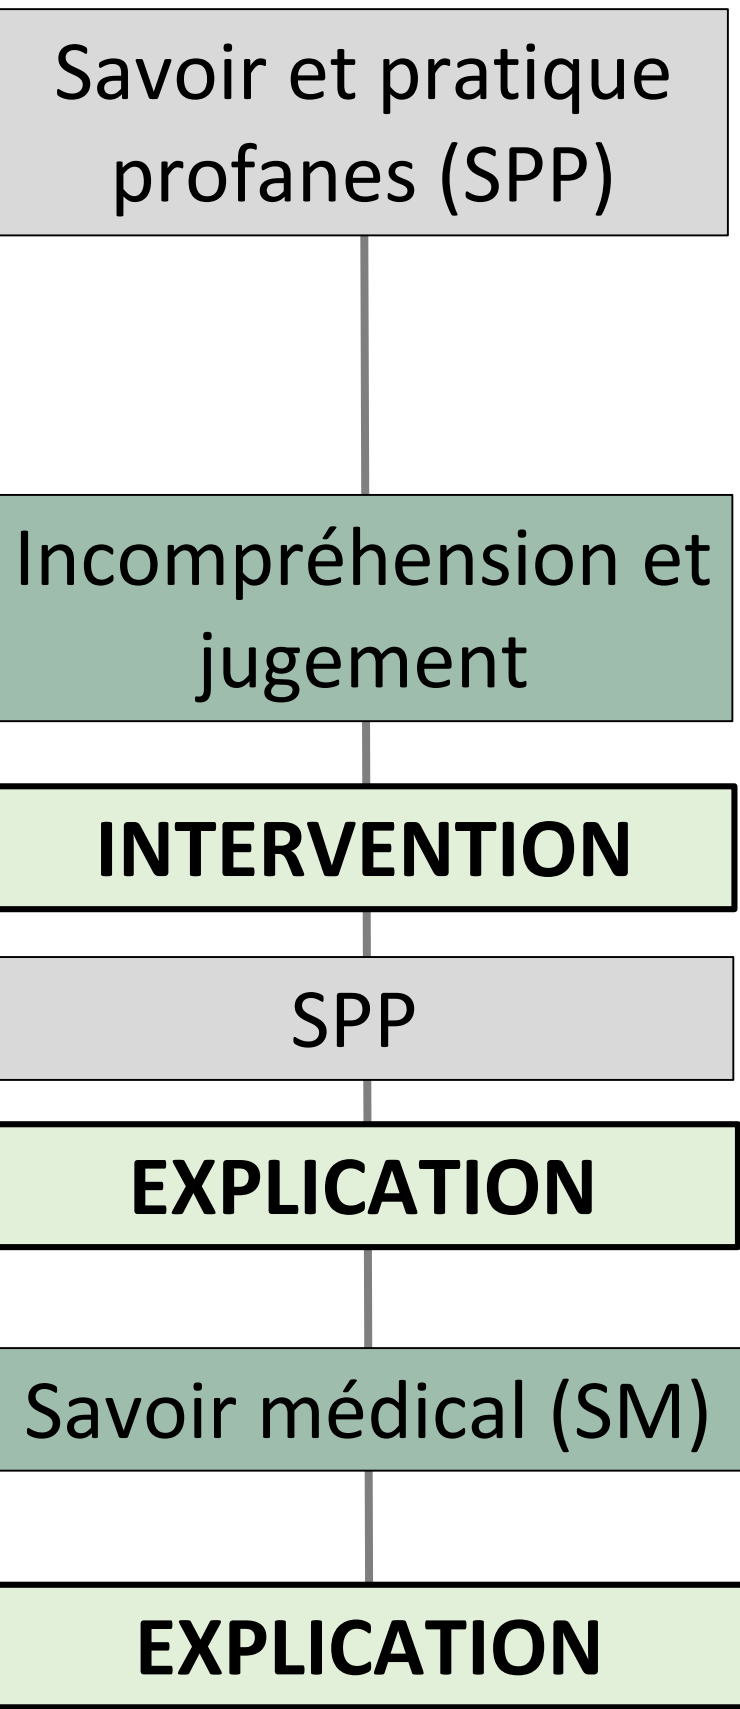 Savoir et pratique
profanes (SPP)
Incompréhension et
jugement
INTERVENTION
SPP
EXPLICATION
Savoir médical (SM)
EXPLICATION